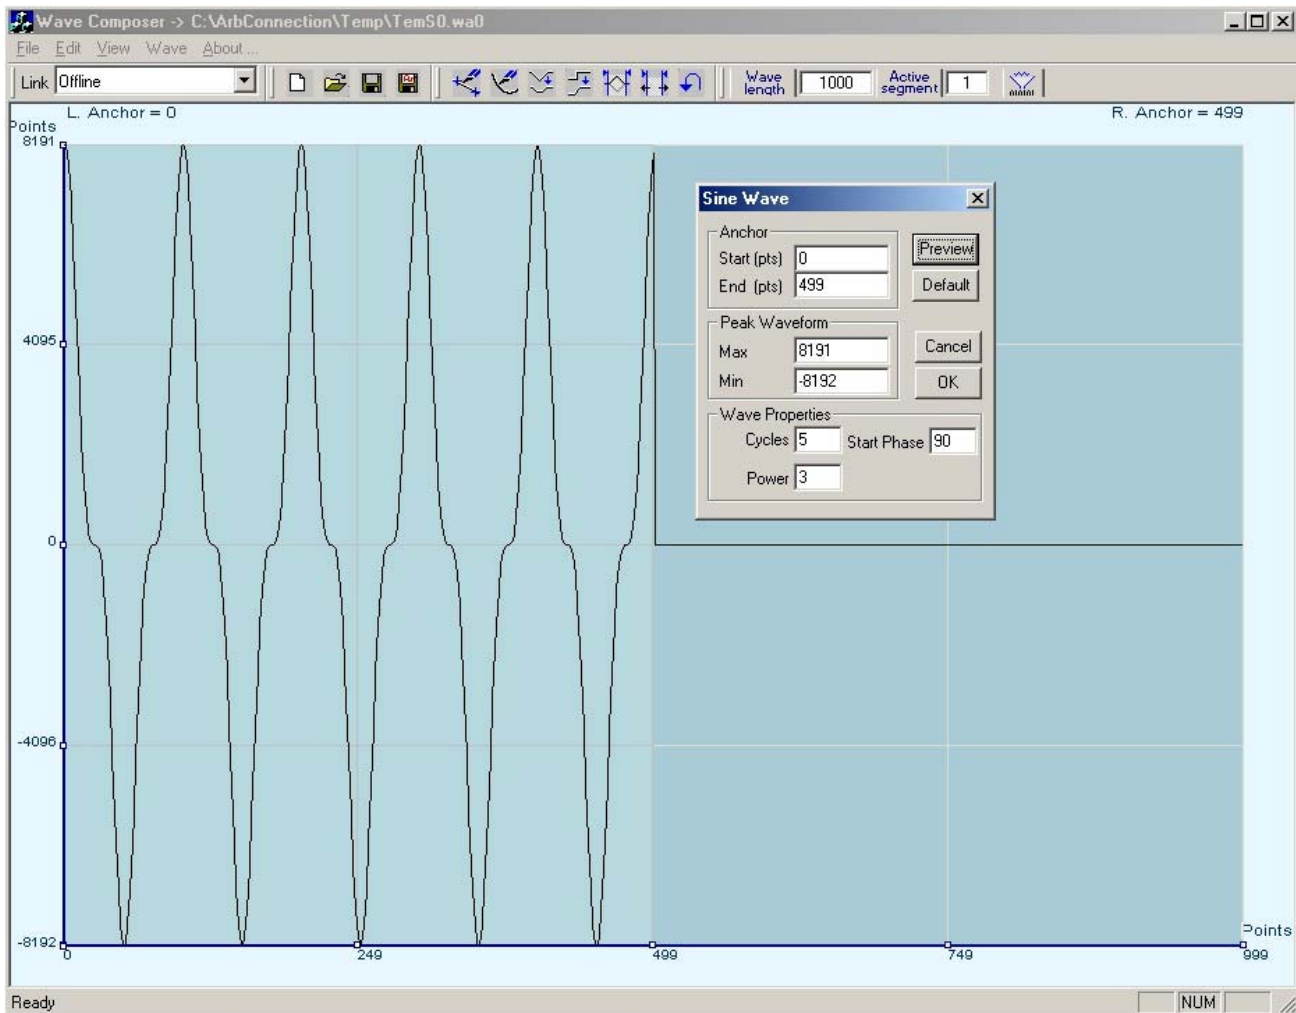 Wave Composer -> C:\ArbConnection\Temp\TemS0.wa0
File Edit View Wave About ...
Link Offline Wave length 1000 Active segment 1
L. Anchor = 0 R. Anchor = 499
Points
8191
4095
0
-4096
-8192
0 249 499 749 999
Points
Sine Wave
Anchor
Start (pts) 0
End (pts) 499
Preview
Default
Peak Waveform
Max 8191
Min -8192
Cancel
OK
Wave Properties
Cycles 5 Start Phase 90
Power 3
Ready NUM